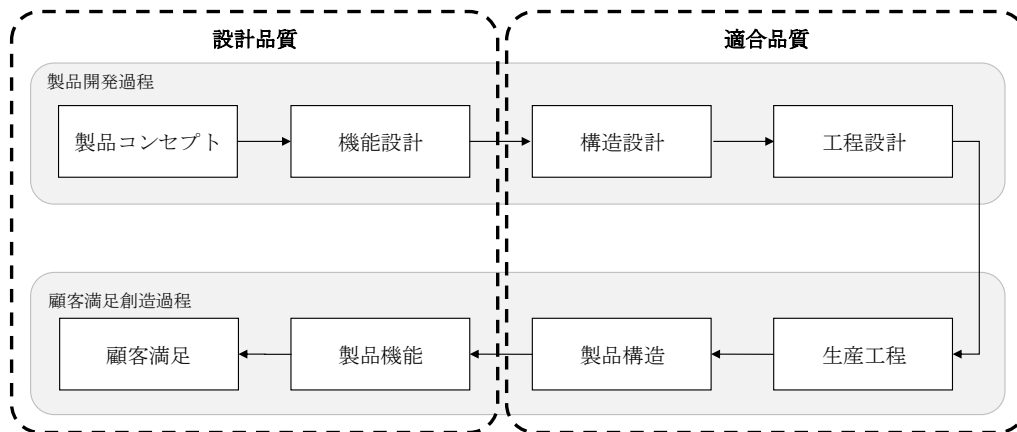 設計品質
適合品質
製品開発過程
製品コンセプト
機能設計
構造設計
工程設計
顧客満足創造過程
顧客満足
製品機能
製品構造
生産工程